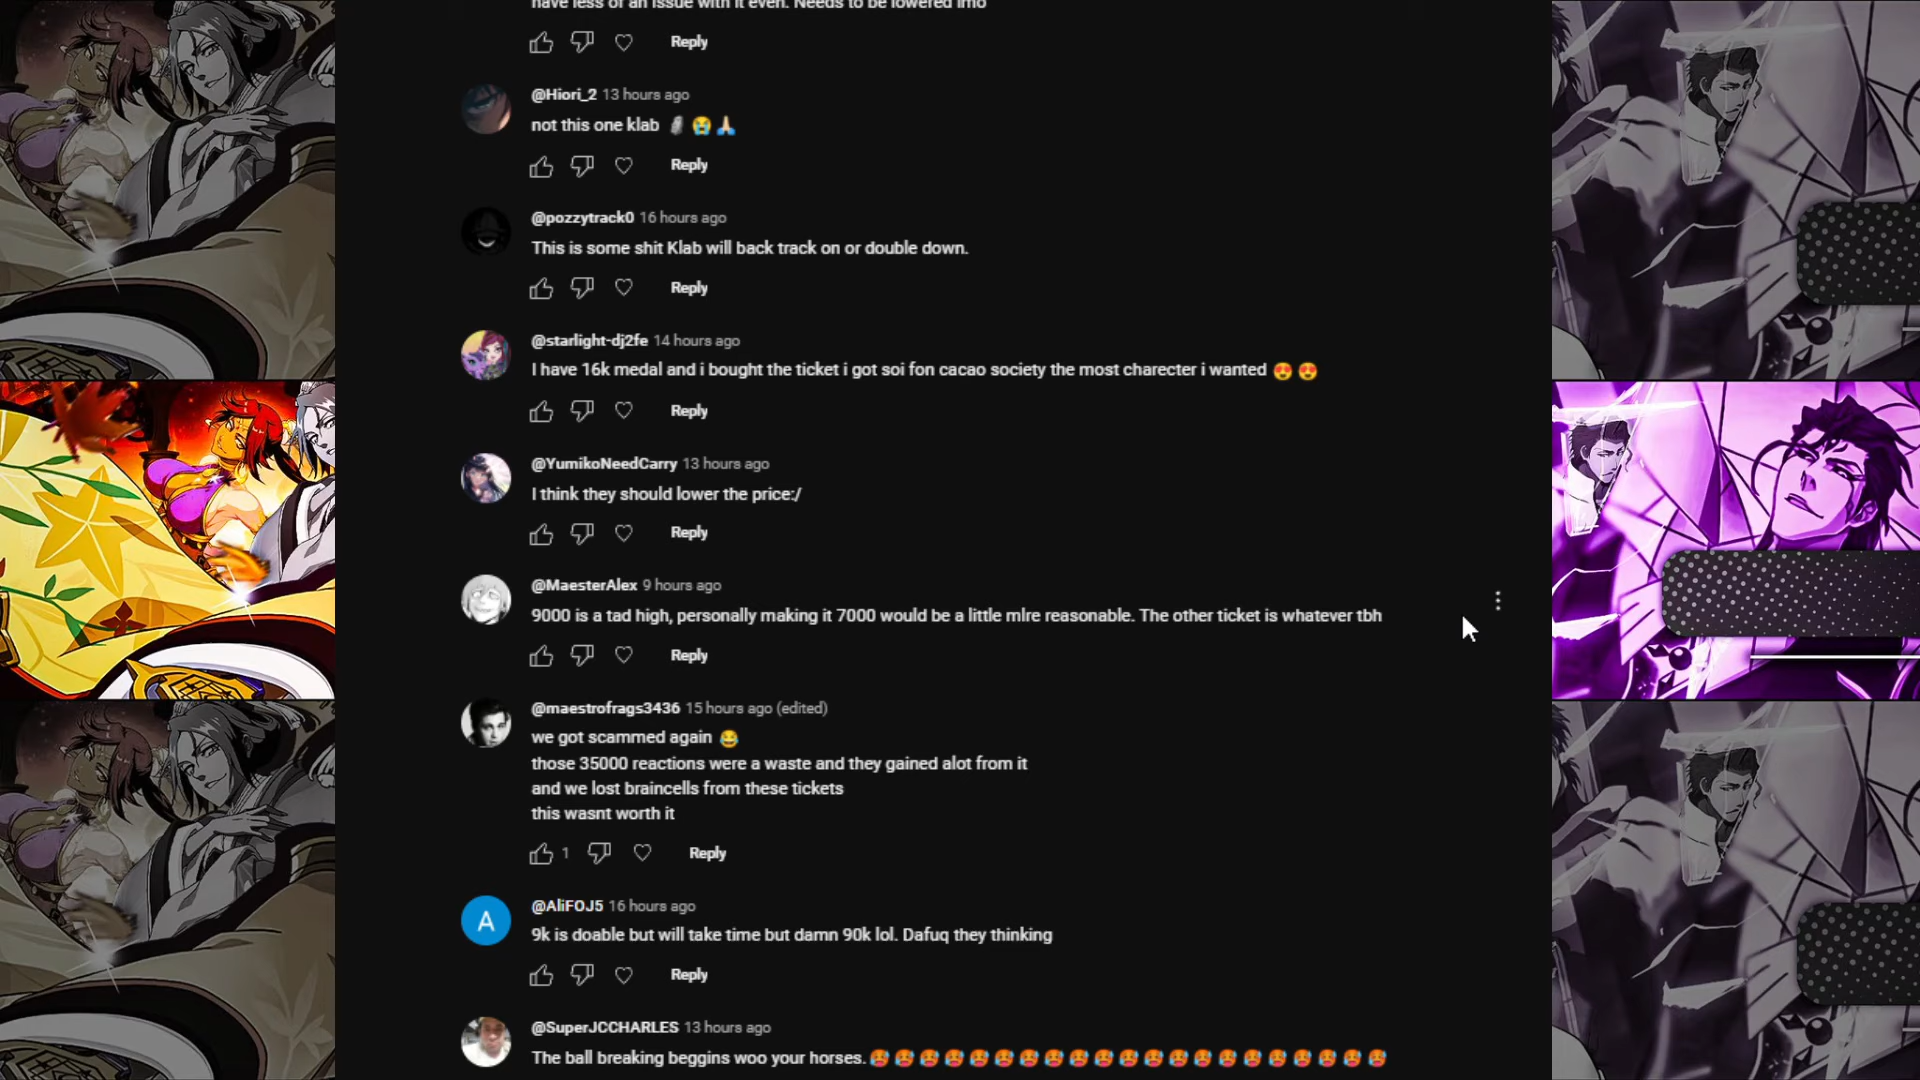 have less of an issue with it even. Needs to be lowered imo
Reply
@Hiori_2 13 hours ago
not this one klab 🗿😭🙏🏻
Reply
@pozzytrack0 16 hours ago
This is some shit Klab will back track on or double down.
Reply
@starlight-dj2fe 14 hours ago
I have 16k medal and i bought the ticket i got soi fon cacao society the most charecter i wanted 😍😍
Reply
@YumikoNeedCarry 13 hours ago
I think they should lower the price:/
Reply
@MaesterAlex 9 hours ago
9000 is a tad high, personally making it 7000 would be a little mlre reasonable. The other ticket is whatever tbh
Reply
@maestrofrags3436 15 hours ago (edited)
we got scammed again 😂
those 35000 reactions were a waste and they gained alot from it
and we lost braincells from these tickets
this wasnt worth it
1 Reply
A
@AliFOJ5 16 hours ago
9k is doable but will take time but damn 90k lol. Dafuq they thinking
Reply
@SuperJCCHARLES 13 hours ago
The ball breaking beggins woo your horses. 🥵🥵🥵🥵🥵🥵🥵🥵🥵🥵🥵🥵🥵🥵🥵🥵🥵🥵🥵🥵🥵